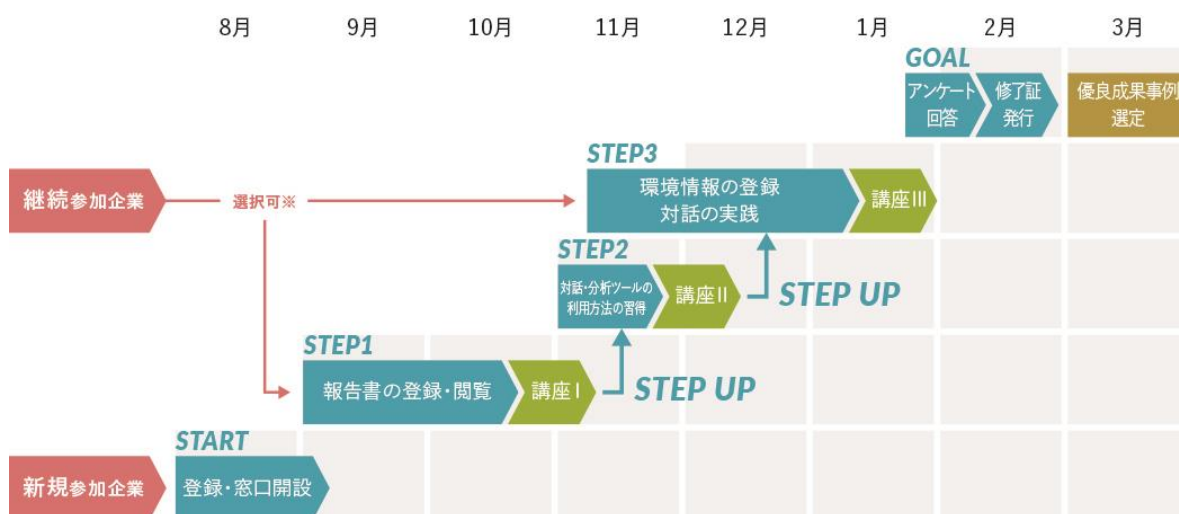 8月
9月
10月
11月
12月
1月
2月
3月
GOAL
アンケート
回答
修了証
発行
優良成果事例
選定
STEP3
継続参加企業
選択可※
環境情報の登録
対話の実践
講座Ⅲ
STEP2
対話・分析ツールの
利用方法の習得
講座Ⅱ
STEP UP
STEP1
報告書の登録・閲覧
講座Ⅰ
STEP UP
START
新規参加企業
登録・窓口開設